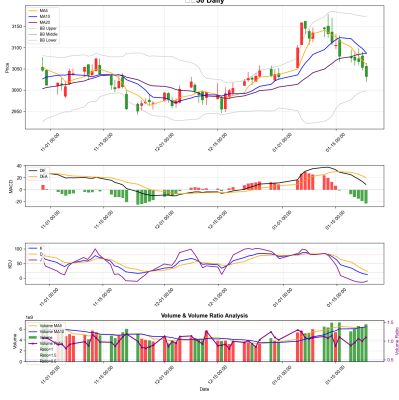 50 Daily
MA5
MA10
MA20
BB Upper
BB Middle
BB Lower
Price
3150
3100
3050
3000
2950
11-01 00:00
11-15 00:00
12-01 00:00
12-15 00:00
01-01 00:00
01-15 00:00
DIF
DEA
MACD
40
20
0
-20
11-01 00:00
11-15 00:00
12-01 00:00
12-15 00:00
01-01 00:00
01-15 00:00
K
D
J
KDJ
100
50
0
11-01 00:00
11-15 00:00
12-01 00:00
12-15 00:00
01-01 00:00
01-15 00:00
Volume & Volume Ratio Analysis
1e9
Volume MA5
Volume MA10
Volume
6
4
2
0
1.5
1.0
0.5
Volume Ratio
11-01 00:00
11-15 00:00
12-01 00:00
12-15 00:00
01-01 00:00
01-15 00:00
Date